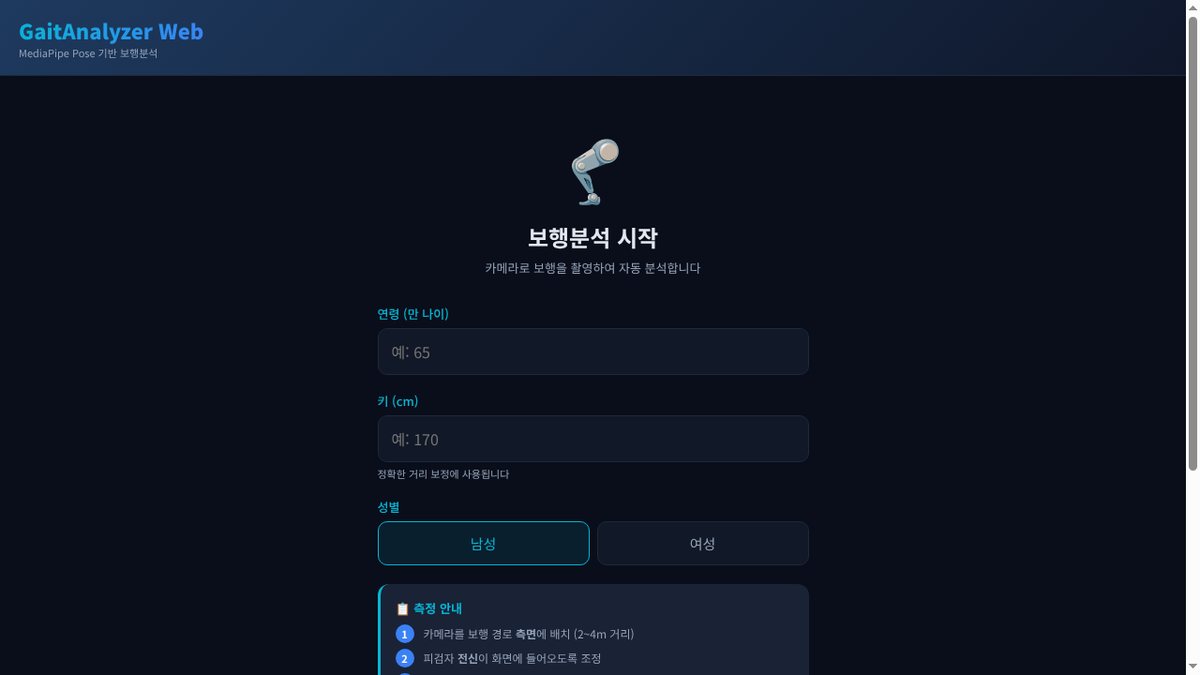 GaitAnalyzer Web
MediaPipe Pose 기반 보행분석
보행분석 시작
카메라로 보행을 촬영하여 자동 분석합니다
연령 (만 나이)
예: 65
키 (cm)
예: 170
정확한 거리 보정에 사용됩니다
성별
남성 여성
📋 측정 안내
1 카메라를 보행 경로 측면에 배치 (2~4m 거리)
2 피검자 전신이 화면에 들어오도록 조정